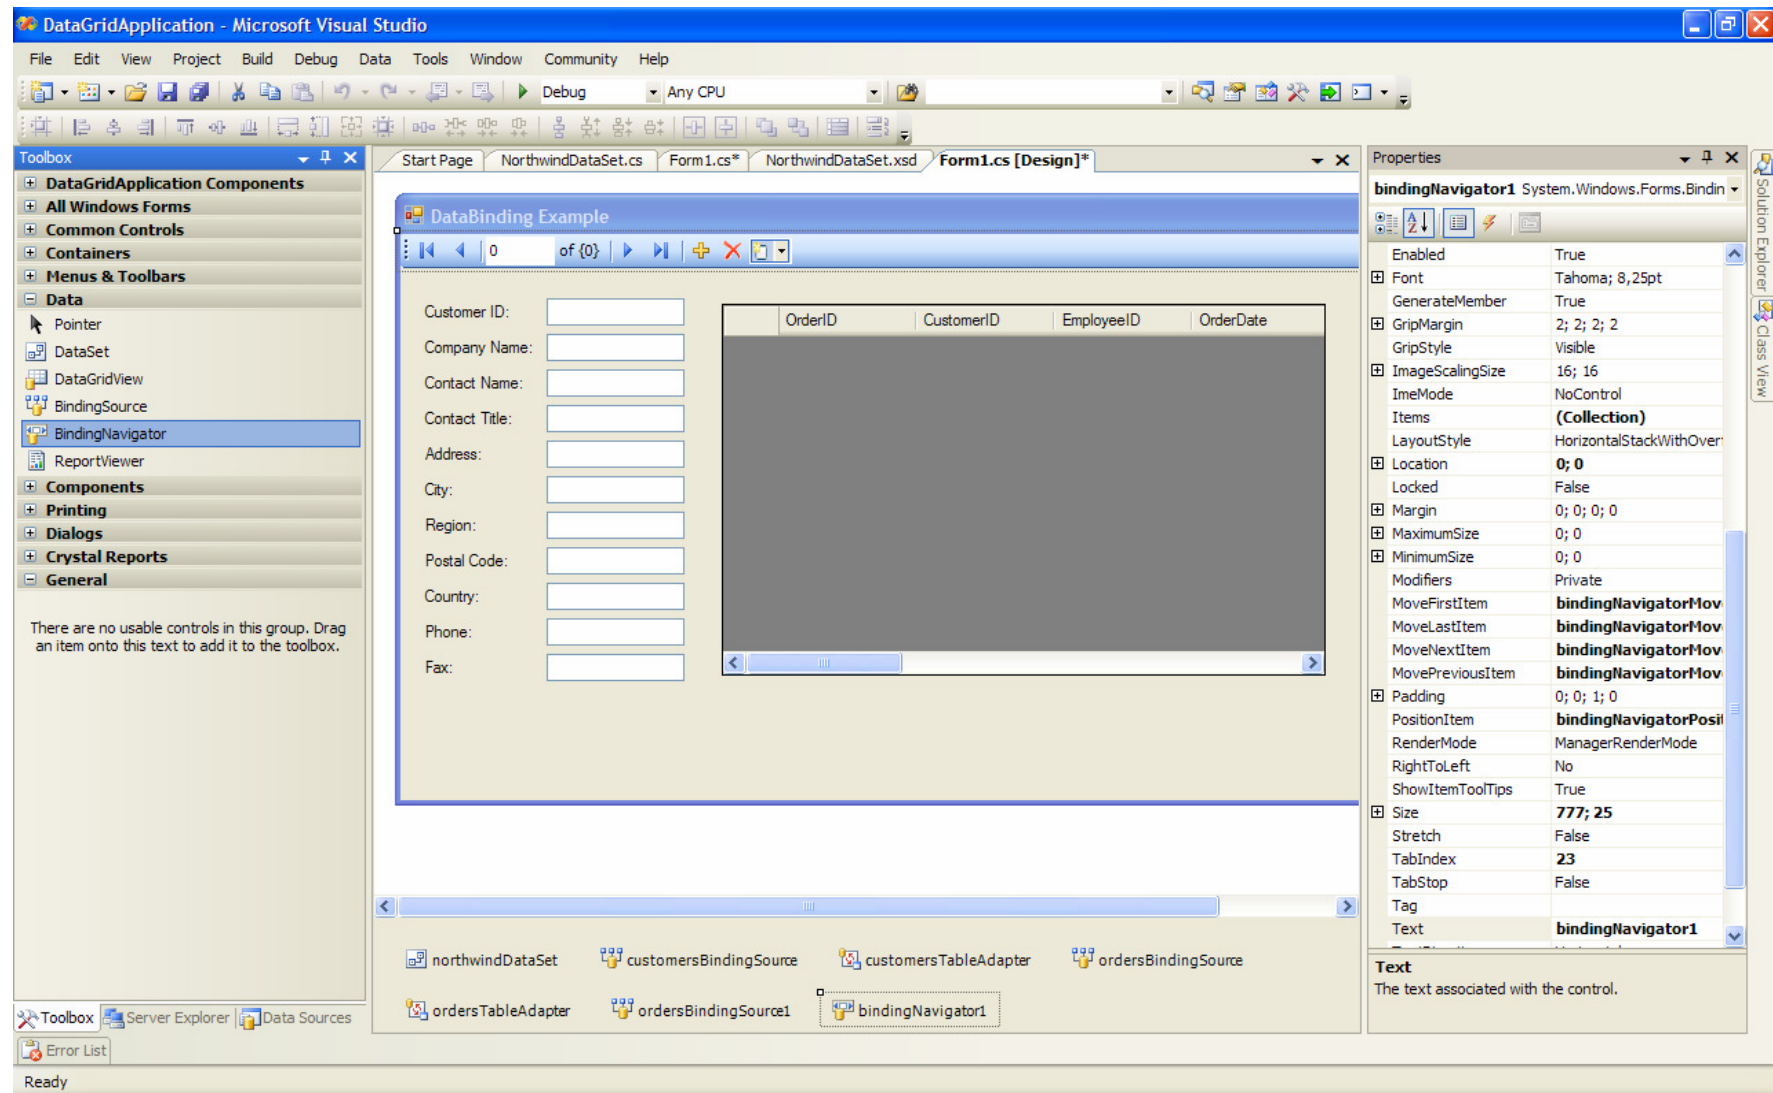 DataGridApplication - Microsoft Visual Studio
File Edit View Project Build Debug Data Tools Window Community Help
Debug Any CPU
Toolbox
DataGridApplication Components
All Windows Forms
Common Controls
Containers
Menus & Toolbars
Data
Pointer
DataSet
DataGridView
BindingSource
BindingNavigator
ReportViewer
Components
Printing
Dialogs
Crystal Reports
General
There are no usable controls in this group. Drag
an item onto this text to add it to the toolbox.
Toolbox Server Explorer Data Sources
Error List
Ready
Start Page NorthwindDataSet.cs Form1.cs* NorthwindDataSet.xsd Form1.cs [Design]*
DataBinding Example
0 of {0}
Customer ID:
Company Name:
Contact Name:
Contact Title:
Address:
City:
Region:
Postal Code:
Country:
Phone:
Fax:
OrderID CustomerID EmployeeID OrderDate
northwindDataSet customersBindingSource customersTableAdapter ordersBindingSource
ordersTableAdapter ordersBindingSource1 bindingNavigator1
Properties
bindingNavigator1 System.Windows.Forms.Bindin
Enabled True
Font Tahoma; 8,25pt
GenerateMember True
GripMargin 2; 2; 2; 2
GripStyle Visible
ImageScalingSize 16; 16
ImeMode NoControl
Items (Collection)
LayoutStyle HorizontalStackWithOver
Location 0; 0
Locked False
Margin 0; 0; 0; 0
MaximumSize 0; 0
MinimumSize 0; 0
Modifiers Private
MoveFirstItem bindingNavigatorMov
MoveLastItem bindingNavigatorMov
MoveNextItem bindingNavigatorMov
MovePreviousItem bindingNavigatorMov
Padding 0; 0; 1; 0
PositionItem bindingNavigatorPosit
RenderMode ManagerRenderMode
RightToLeft No
ShowItemToolTips True
Size 777; 25
Stretch False
TabIndex 23
TabStop False
Tag
Text bindingNavigator1
Text
The text associated with the control.
Solution Explorer
Class View